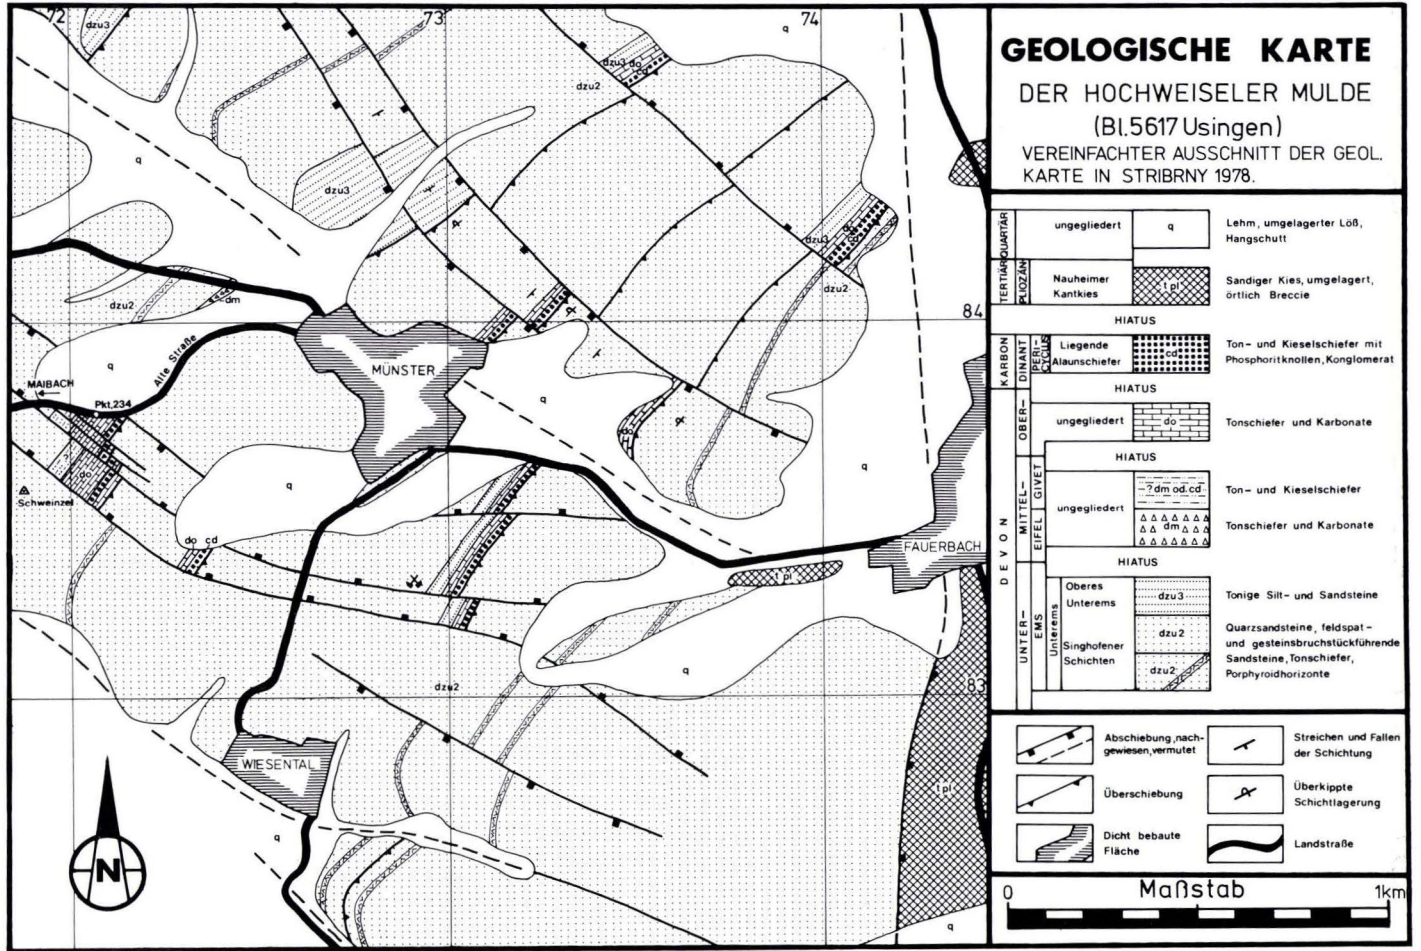 GEOLOGISCHE KARTE
DER HOCHWEISELER MULDE
(Bl.5617 Usingen)
VEREINFACHTER AUSSCHNITT DER GEOL.
KARTE IN STRIBRNY 1978.
QUARTÄR
ungegliedert
q
Lehm, umgelagerter Löß,
Hangschutt
TERTIÄR
PLIOZÄN
Nauheimer
Kantkies
t pl
Sandiger Kies, umgelagert,
örtlich Breccie
HIATUS
KARBON
DINANT
PERI-
CYCLUS
Liegende
Alaunschiefer
cd
Ton- und Kieselschiefer mit
Phosphoritknollen, Konglomerat
HIATUS
DEVON
OBER-
ungegliedert
do
Tonschiefer und Karbonate
HIATUS
MITTEL-
GIVET
EIFEL
ungegliedert
-?dm od.cd-
Ton- und Kieselschiefer
dm
Tonschiefer und Karbonate
HIATUS
UNTER-
EMS
Unterems
Oberes
Unterems
dzu3
Tonige Silt- und Sandsteine
Singhofener
Schichten
dzu2
dzu2
Quarzsandsteine, feldspat-
und gesteinsbruchstückführende
Sandsteine, Tonschiefer,
Porphyroidhorizonte
Abschiebung, nach-
gewiesen, vermutet
Streichen und Fallen
der Schichtung
Überschiebung
Überkippte
Schichtlagerung
Dicht bebaute
Fläche
Landstraße
Maßstab
0
1km
72
73
74
84
83
dzu3
q
dzu3 do
cd
dzu2
q
dzu3
dzu3
do
cd
dzu2
dzu2
dm
Alte Straße
q
MÜNSTER
MAIBACH
Pkt.234
q
do
q
?
do
Schweinzel
q
do cd
FAUERBACH
t pl
q
dzu2
WIESENTAL
t pl
q
q
N